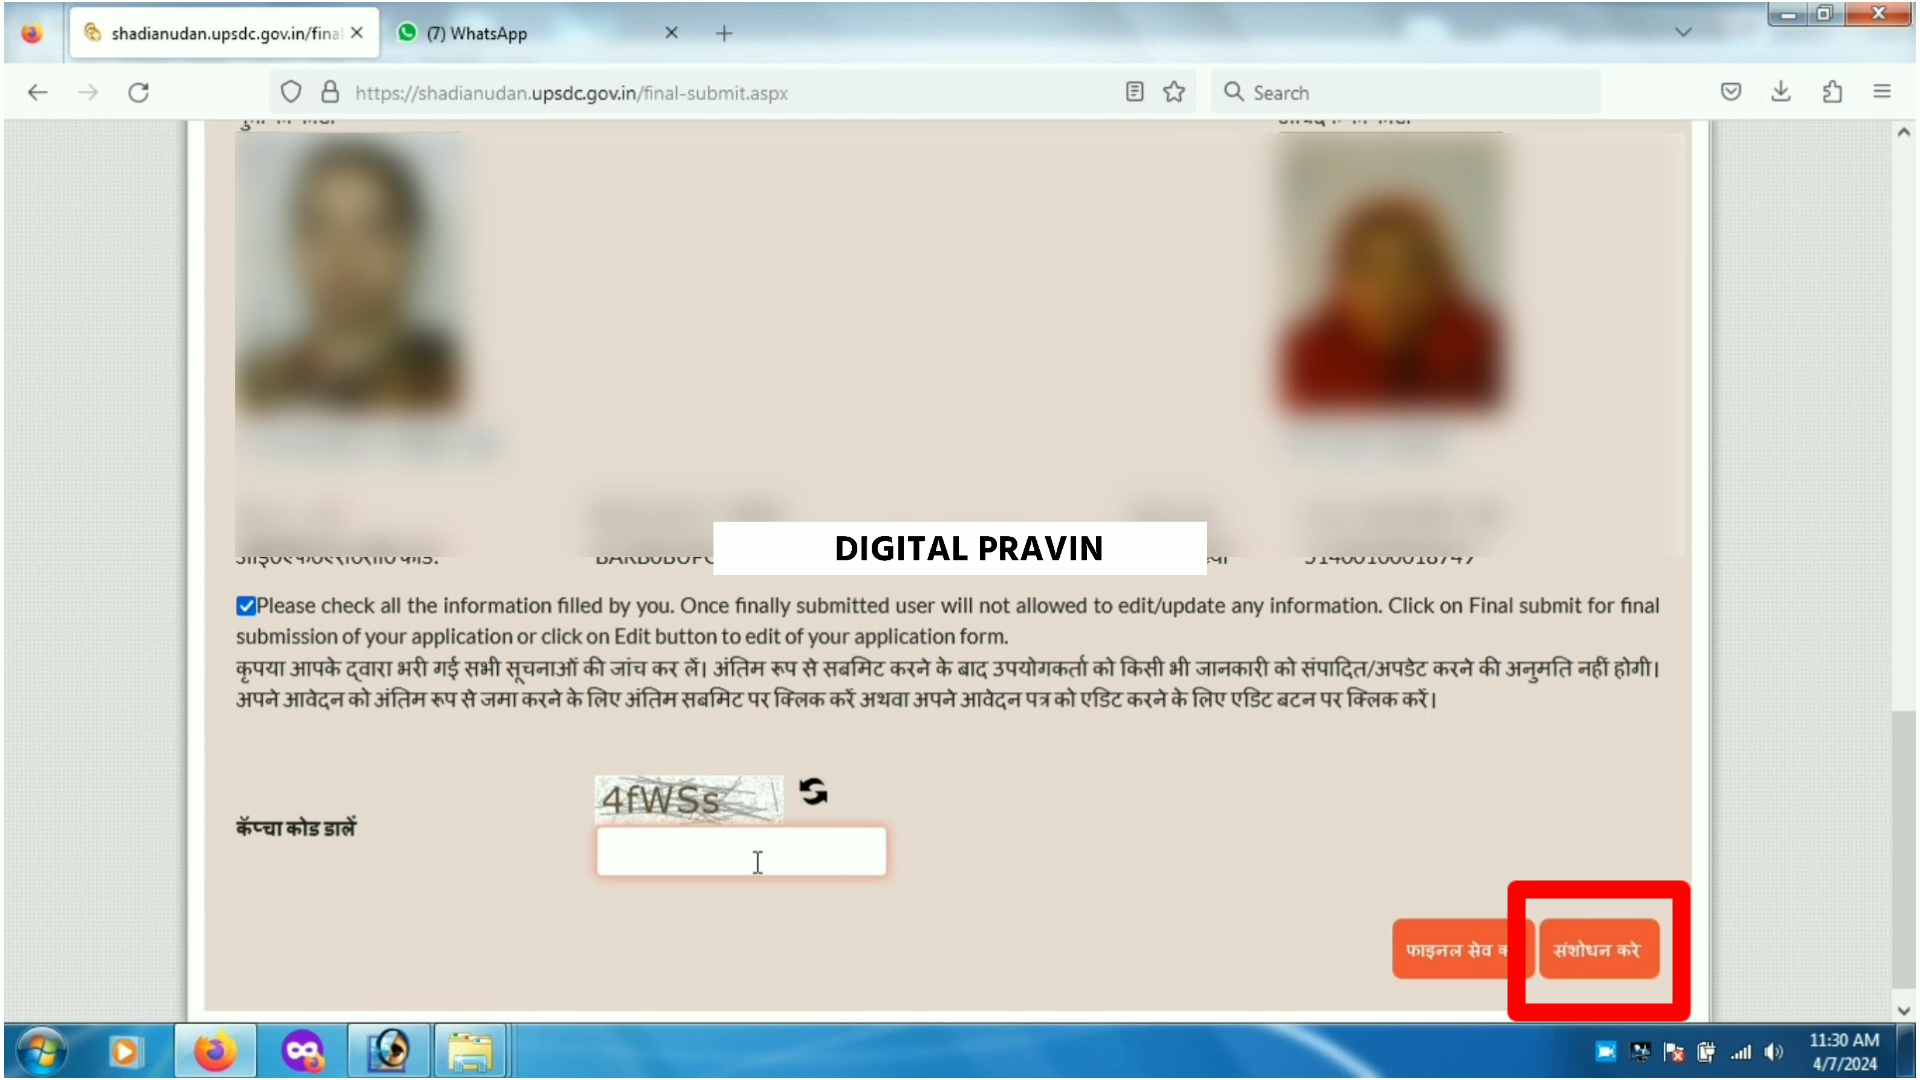 shadianudan.upsdc.gov.in/fina
(7) WhatsApp
https://shadianudan.upsdc.gov.in/final-submit.aspx
Search
DIGITAL PRAVIN
Please check all the information filled by you. Once finally submitted user will not allowed to edit/update any information. Click on Final submit for final
submission of your application or click on Edit button to edit of your application form.
कृपया आपके द्वारा भरी गई सभी सूचनाओं की जांच कर लें। अंतिम रूप से सबमिट करने के बाद उपयोगकर्ता को किसी भी जानकारी को संपादित/अपडेट करने की अनुमति नहीं होगी।
अपने आवेदन को अंतिम रूप से जमा करने के लिए अंतिम सबमिट पर क्लिक करें अथवा अपने आवेदन पत्र को एडिट करने के लिए एडिट बटन पर क्लिक करें।
4fWSs
कॅप्चा कोड डालें
फाइनल सेव क
संशोधन करे
11:30 AM
4/7/2024